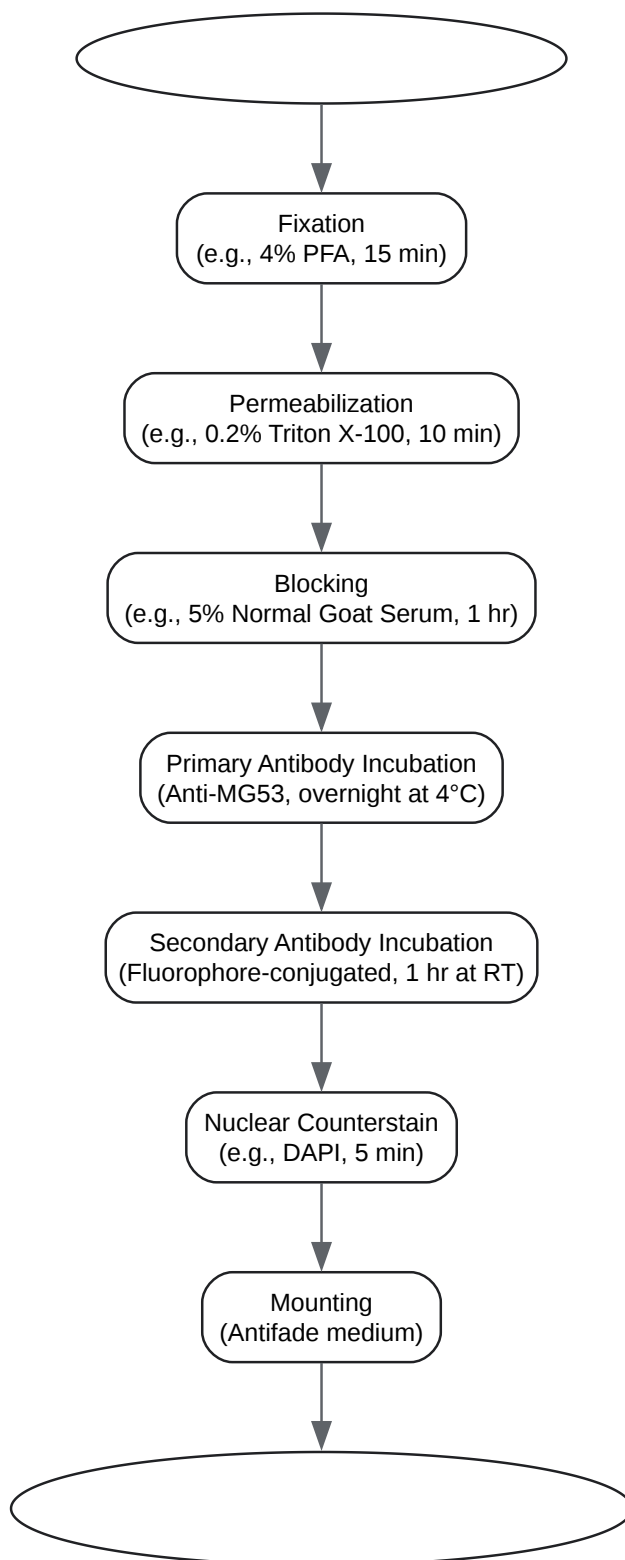 Fixation
(e.g., 4% PFA, 15 min)
Permeabilization
(e.g., 0.2% Triton X-100, 10 min)
Blocking
(e.g., 5% Normal Goat Serum, 1 hr)
Primary Antibody Incubation
(Anti-MG53, overnight at 4°C)
Secondary Antibody Incubation
(Fluorophore-conjugated, 1 hr at RT)
Nuclear Counterstain
(e.g., DAPI, 5 min)
Mounting
(Antifade medium)